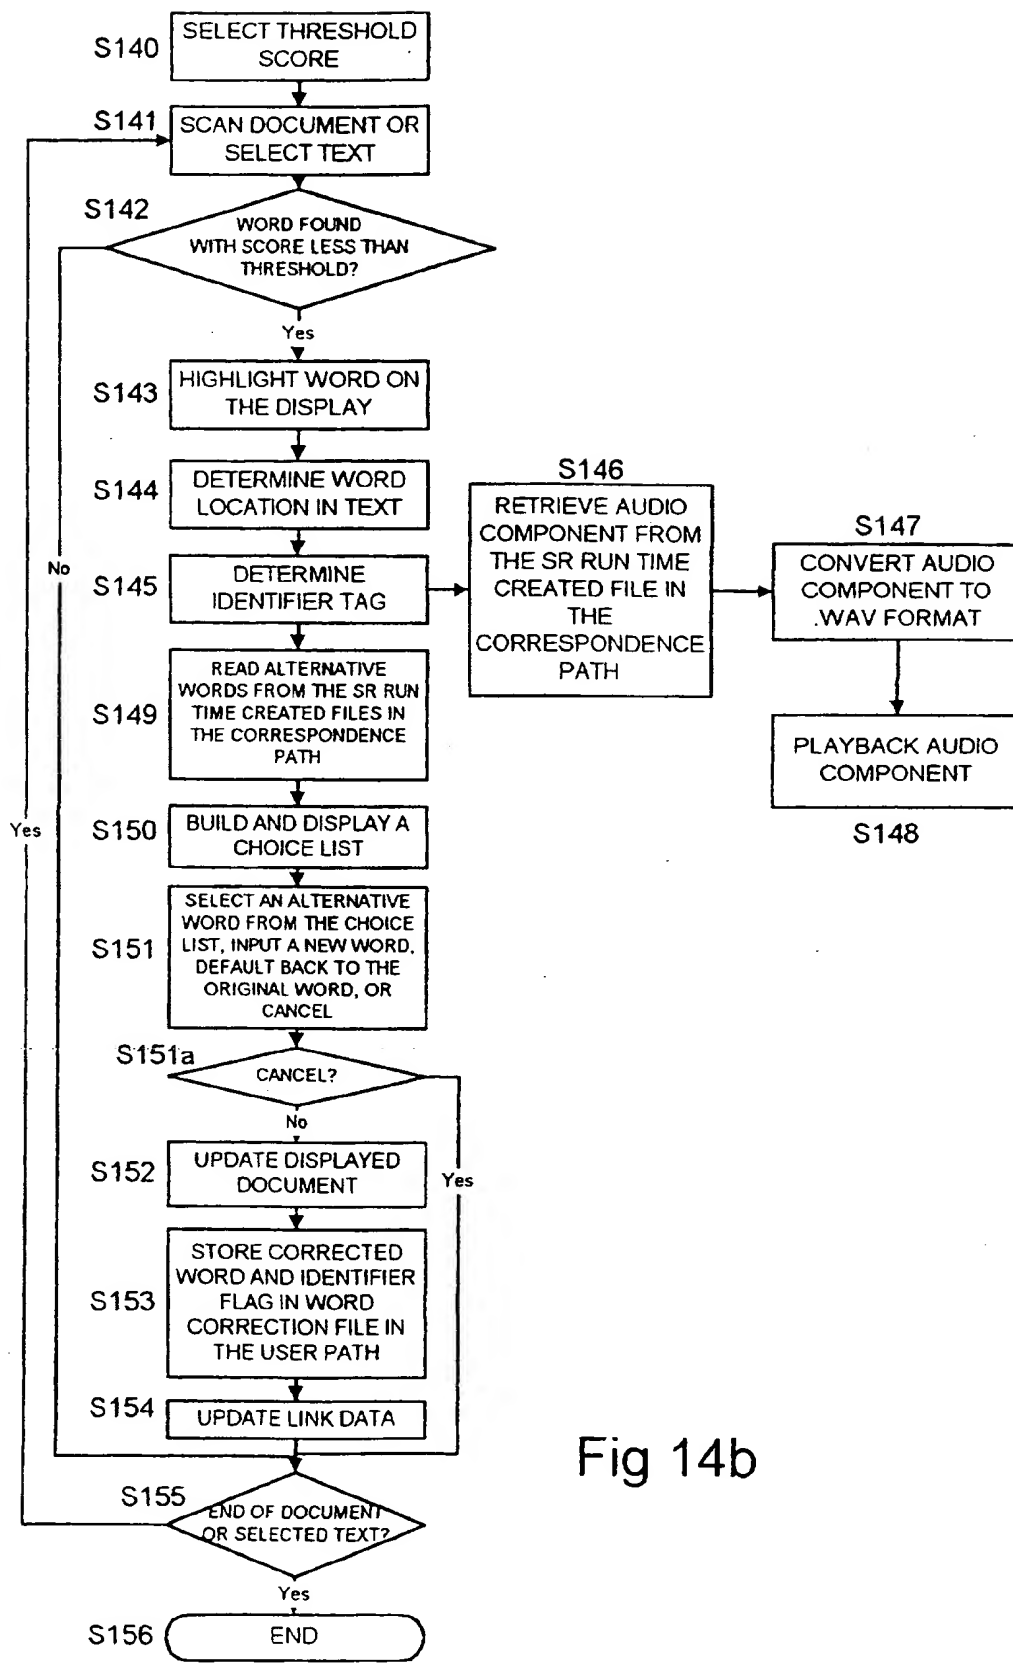 S140
SELECT THRESHOLD
SCORE
S141
SCAN DOCUMENT OR
SELECT TEXT
S142
WORD FOUND
WITH SCORE LESS THAN
THRESHOLD?
Yes
S143
HIGHLIGHT WORD ON
THE DISPLAY
S144
DETERMINE WORD
LOCATION IN TEXT
No
S145
DETERMINE
IDENTIFIER TAG
S146
RETRIEVE AUDIO
COMPONENT FROM
THE SR RUN TIME
CREATED FILE IN
THE
CORRESPONDENCE
PATH
S147
CONVERT AUDIO
COMPONENT TO
.WAV FORMAT
PLAYBACK AUDIO
COMPONENT
S148
S149
READ ALTERNATIVE
WORDS FROM THE SR RUN
TIME CREATED FILES IN
THE CORRESPONDENCE
PATH
Yes
S150
BUILD AND DISPLAY A
CHOICE LIST
S151
SELECT AN ALTERNATIVE
WORD FROM THE CHOICE
LIST, INPUT A NEW WORD,
DEFAULT BACK TO THE
ORIGINAL WORD, OR
CANCEL
S151a
CANCEL?
No
S152
UPDATE DISPLAYED
DOCUMENT
Yes
S153
STORE CORRECTED
WORD AND IDENTIFIER
FLAG IN WORD
CORRECTION FILE IN
THE USER PATH
S154
UPDATE LINK DATA
Fig 14b
S155
END OF DOCUMENT
OR SELECTED TEXT?
Yes
S156
END